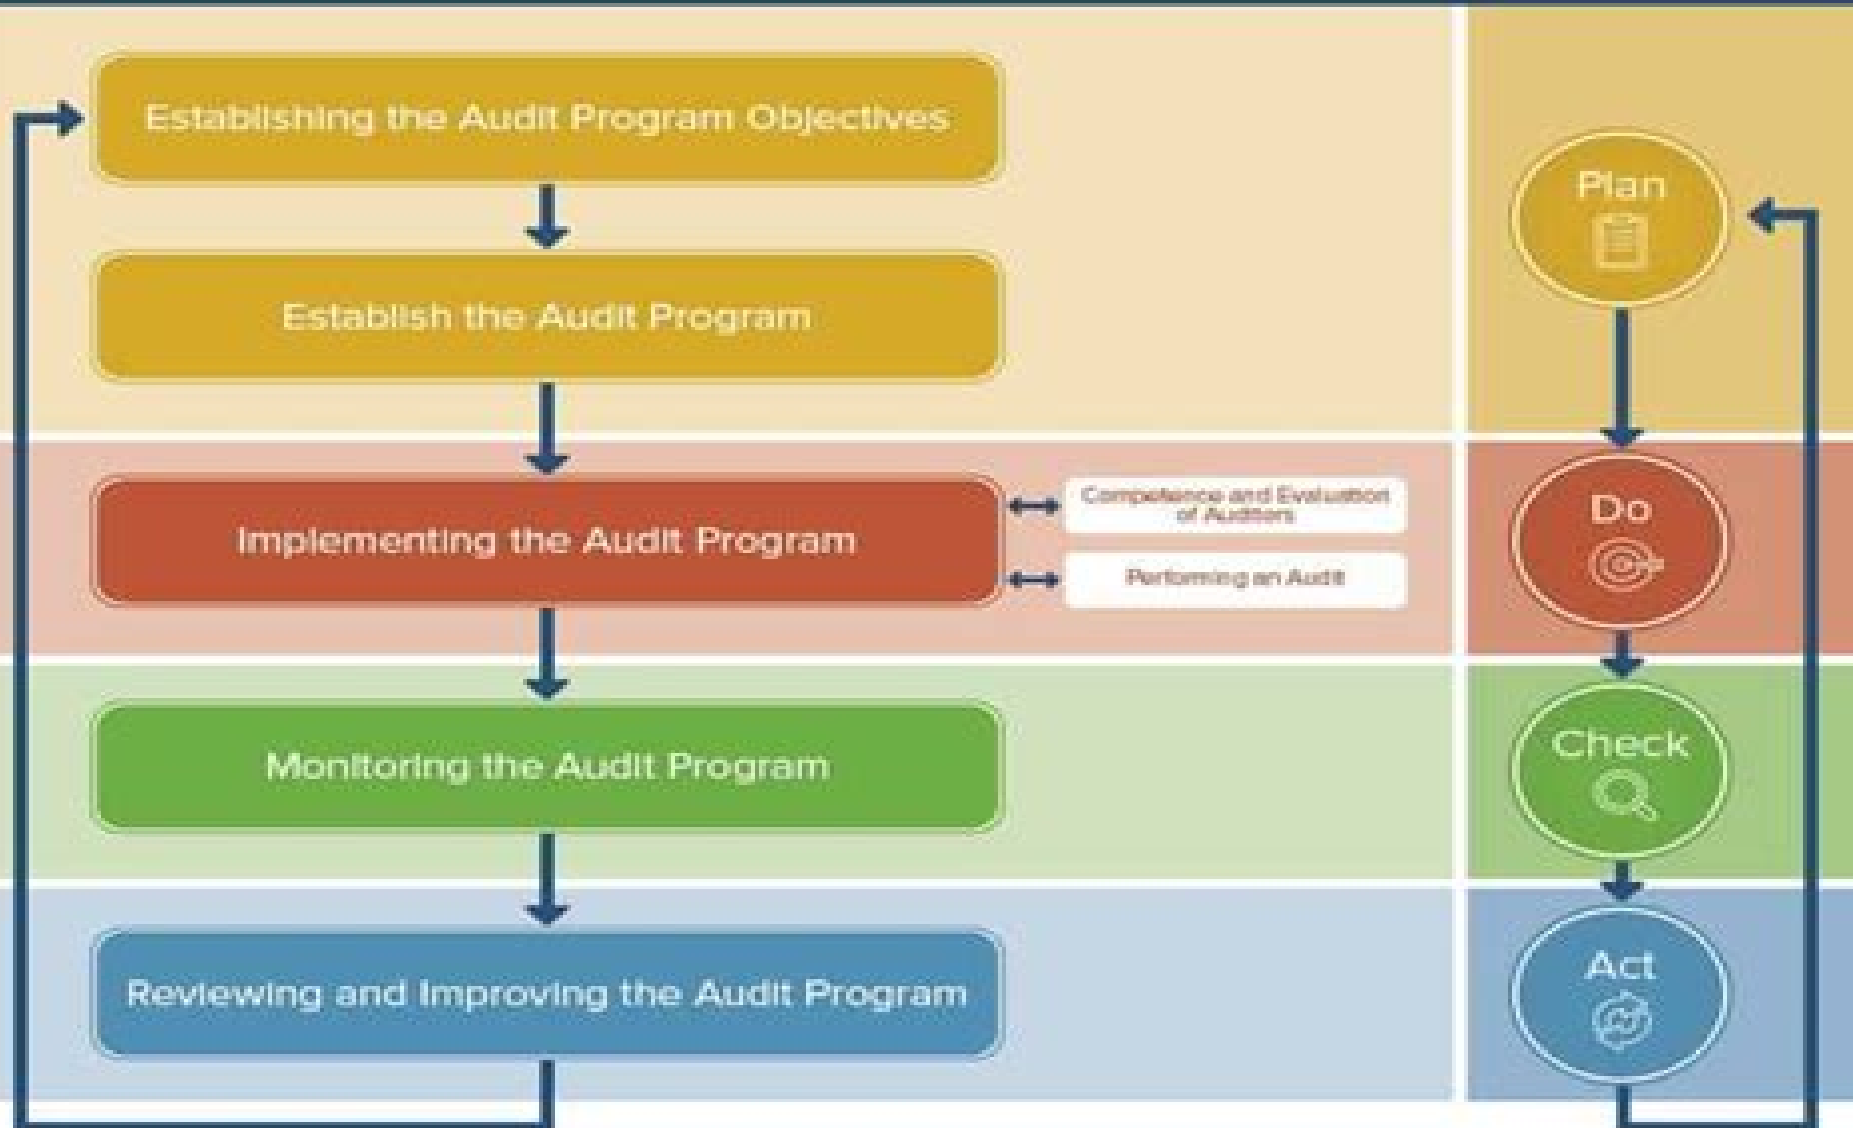 Establishing the Audit Program Objectives
Plan
Establish the Audit Program
Implementing the Audit Program
Competence and Evaluation
of Auditors
Performing an Audit
Do
Monitoring the Audit Program
Check
Reviewing and Improving the Audit Program
Act